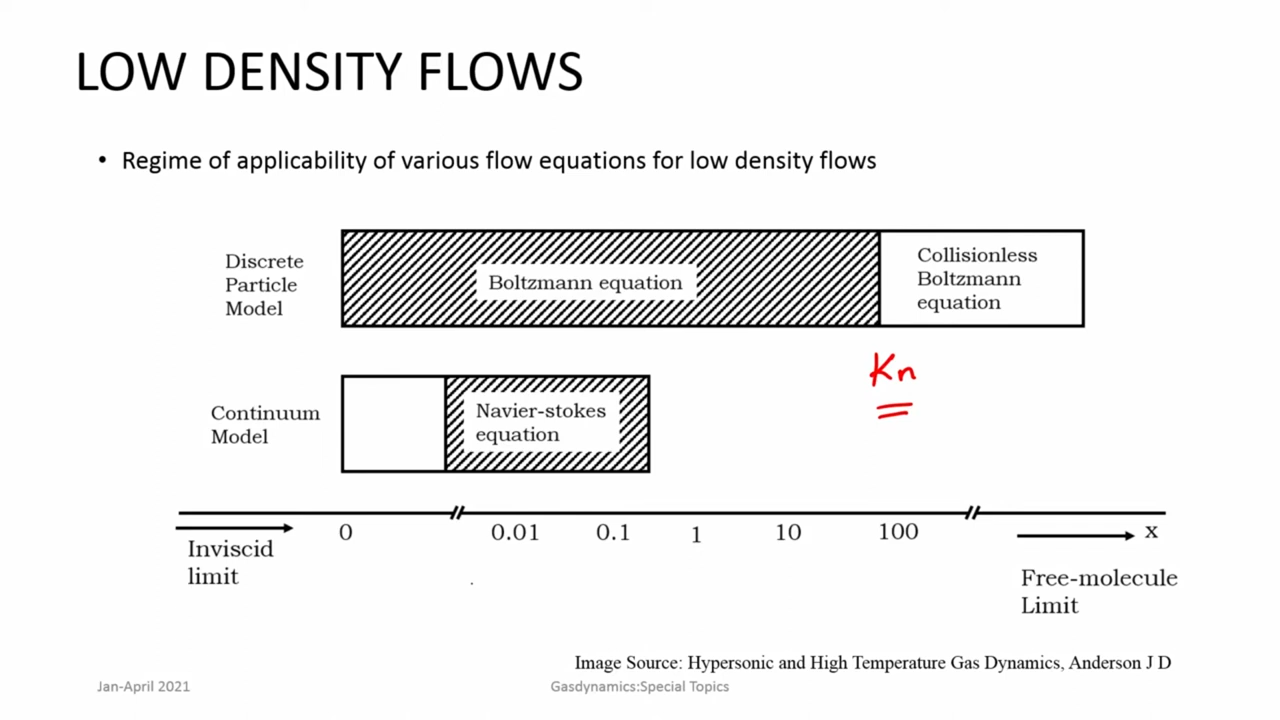 LOW DENSITY FLOWS
• Regime of applicability of various flow equations for low density flows
Discrete
Particle
Model
Boltzmann equation
Collisionless
Boltzmann
equation
Kn
Continuum
Model
Navier-stokes
equation
0 0.01 0.1 1 10 100 x
Inviscid
limit
Free-molecule
Limit
Image Source: Hypersonic and High Temperature Gas Dynamics, Anderson J D
Jan-April 2021 Gasdynamics:Special Topics